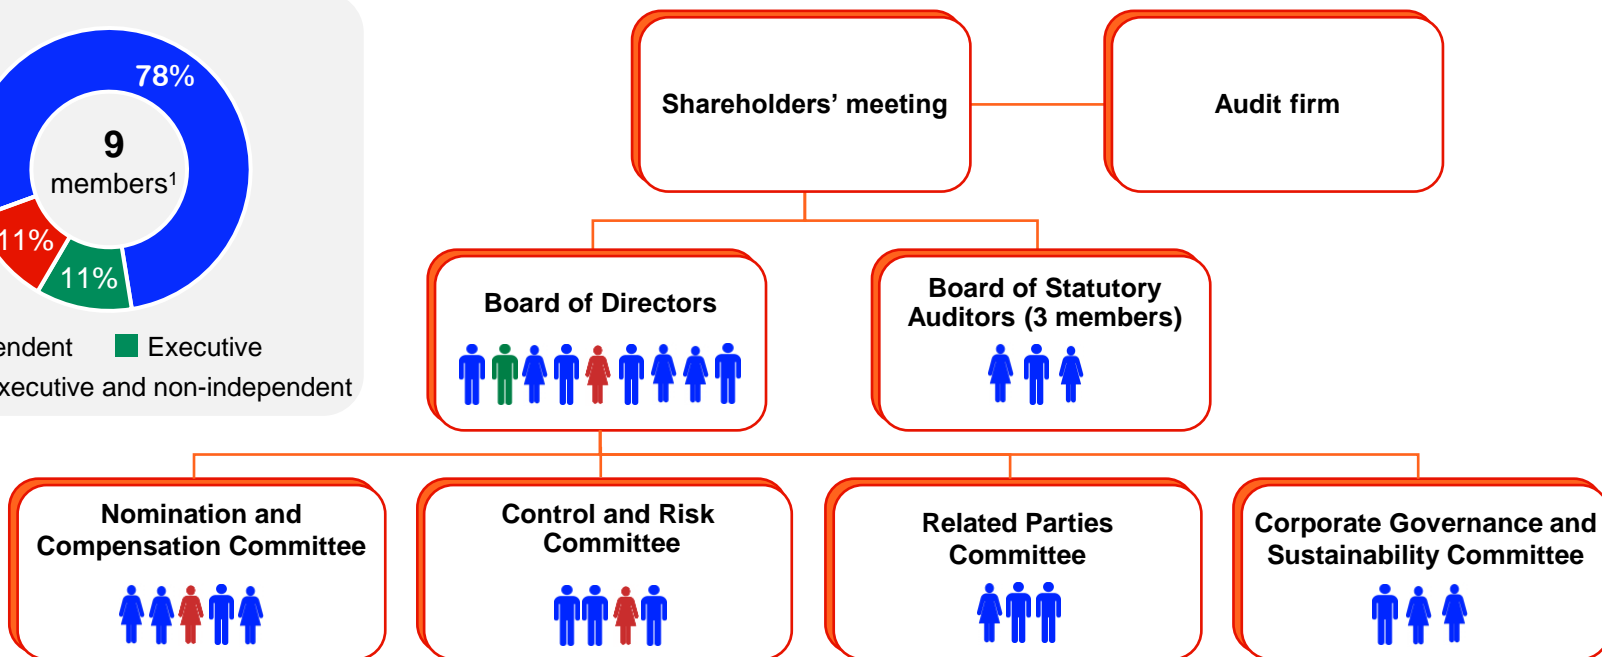 78%
9
members¹
11%
11%
Executive
executive and non-independent
Shareholders’ meeting
Audit firm
Board of Directors
Board of Statutory
Auditors (3 members)
Nomination and
Compensation Committee
Control and Risk
Committee
Related Parties
Committee
Corporate Governance and
Sustainability Committee